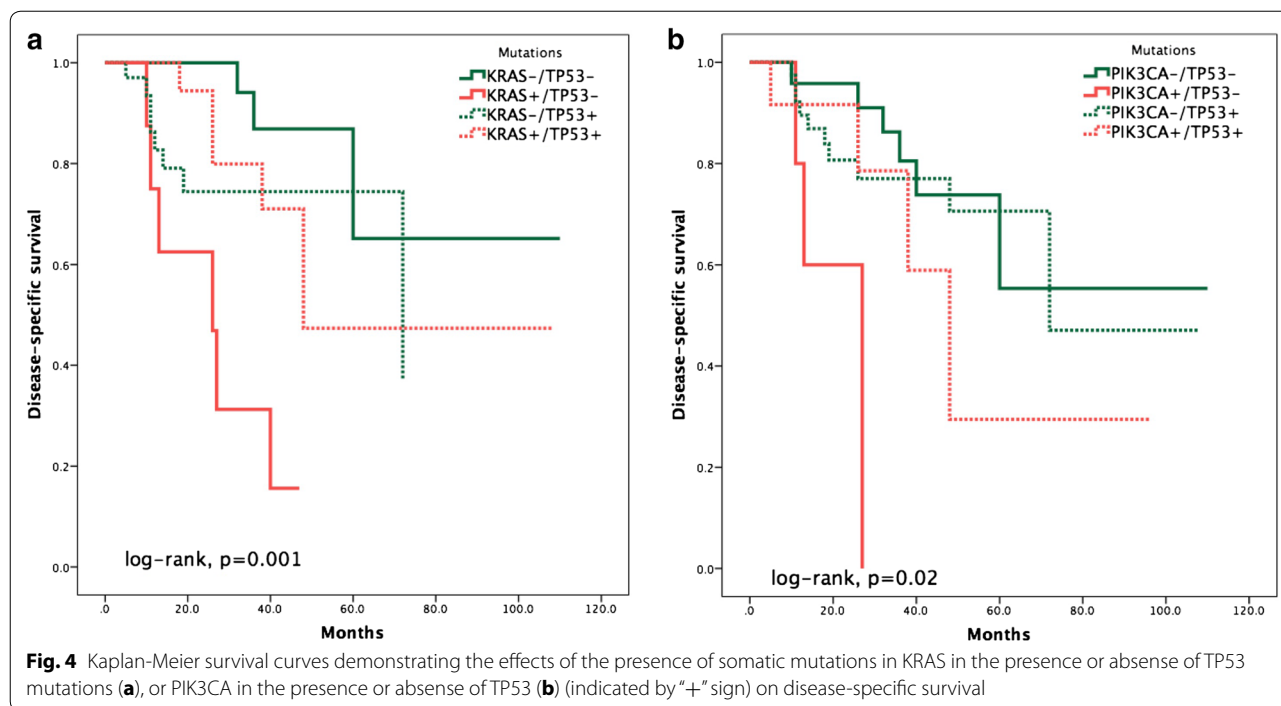 a
Mutations
KRAS-/TP53-
KRAS+/TP53-
KRAS-/TP53+
KRAS+/TP53+
Disease-specific survival
1.0
0.8
0.6
0.4
0.2
0.0
log-rank, p=0.001
.0 20.0 40.0 60.0 80.0 100.0 120.0
Months
b
Mutations
PIK3CA-/TP53-
PIK3CA+/TP53-
PIK3CA-/TP53+
PIK3CA+/TP53+
Disease-specific survival
1.0
0.8
0.6
0.4
0.2
0.0
log-rank, p=0.02
.0 20.0 40.0 60.0 80.0 100.0 120.0
Months
Fig. 4 Kaplan-Meier survival curves demonstrating the effects of the presence of somatic mutations in KRAS in the presence or absense of TP53
mutations (a), or PIK3CA in the presence or absense of TP53 (b) (indicated by "+" sign) on disease-specific survival